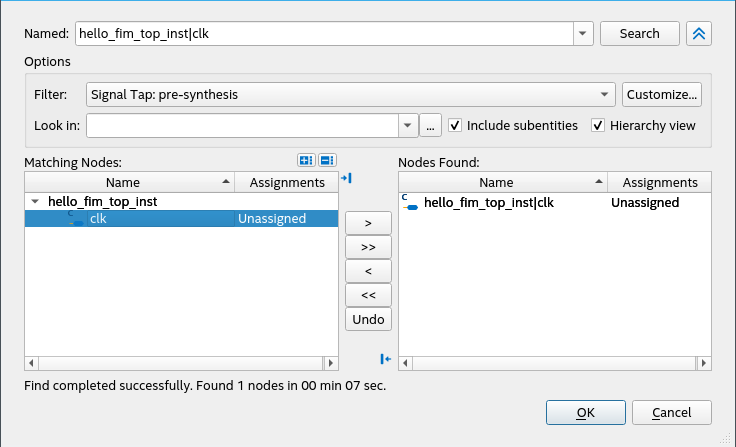 Named: hello_fim_top_inst|clk Search
Options
Filter: Signal Tap: pre-synthesis Customize...
Look in: ... Include subentities Hierarchy view
Matching Nodes: Nodes Found:
Name Assignments Name Assignments
hello_fim_top_inst C hello_fim_top_inst|clk Unassigned
C clk Unassigned
>
>>
<
<<
Undo
Find completed successfully. Found 1 nodes in 00 min 07 sec.
OK Cancel